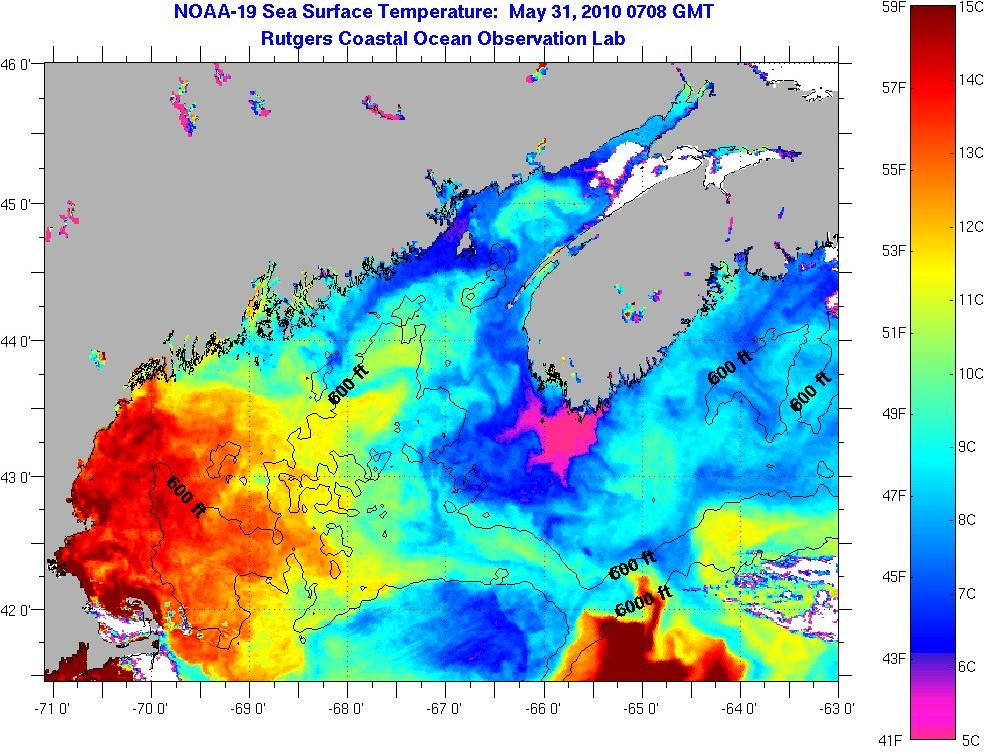 NOAA-19 Sea Surface Temperature: May 31, 2010 0708 GMT
Rutgers Coastal Ocean Observation Lab
46 0'
45 0'
44 0'
43 0'
42 0'
-71 0' -70 0' -69 0' -68 0' -67 0' -66 0' -65 0' -64 0' -63 0'
600 ft
600 ft
600 ft
600 ft
600 ft
6000 ft
59F 15C
57F 14C
55F 13C
53F 12C
51F 11C
49F 10C
47F 9C
45F 8C
43F 7C
41F 6C
5C